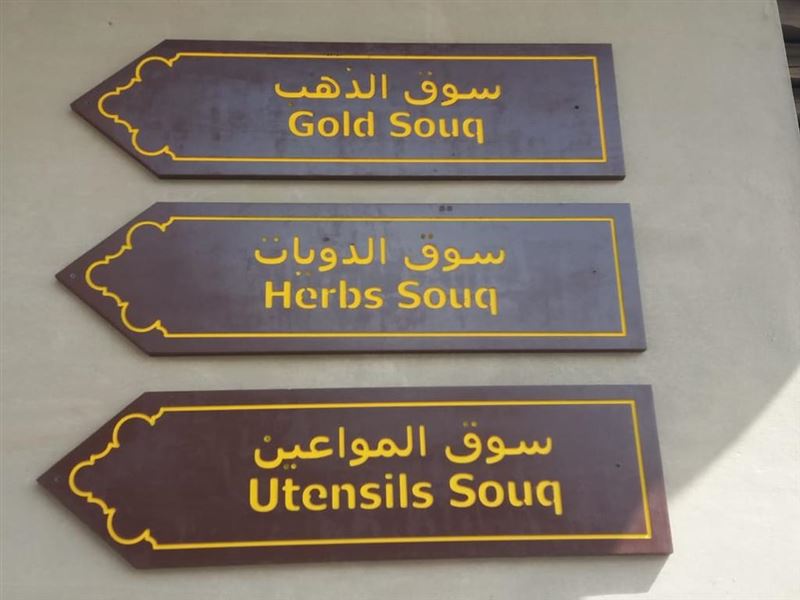 سوق الذهب
Gold Souq
سوق الدويات
Herbs Souq
سوق المواعين
Utensils Souq